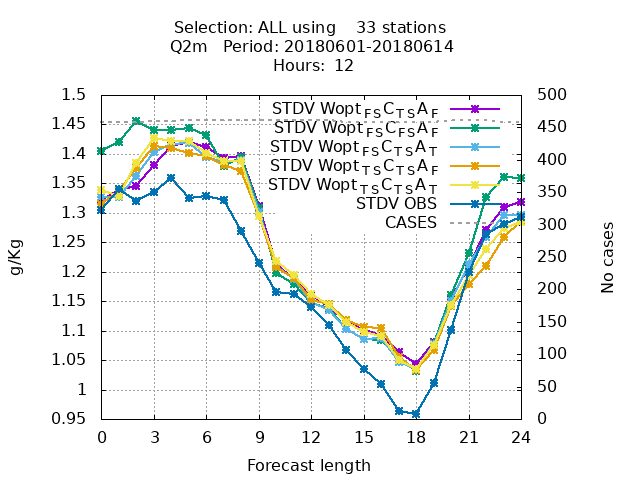 Selection: ALL using    33 stations
Q2m   Period: 20180601-20180614
Hours:  12
g/Kg
1.5
1.45
1.4
1.35
1.3
1.25
1.2
1.15
1.1
1.05
1
0.95
STDV Wopt_FS C_TS A_F
STDV Wopt_FS C_FS A_F
STDV Wopt_FS C_TS A_T
STDV Wopt_TS C_TS A_F
STDV Wopt_TS C_TS A_T
STDV OBS
CASES
500
450
400
350
300
250
200
150
100
50
0
No cases
0 3 6 9 12 15 18 21 24
Forecast length